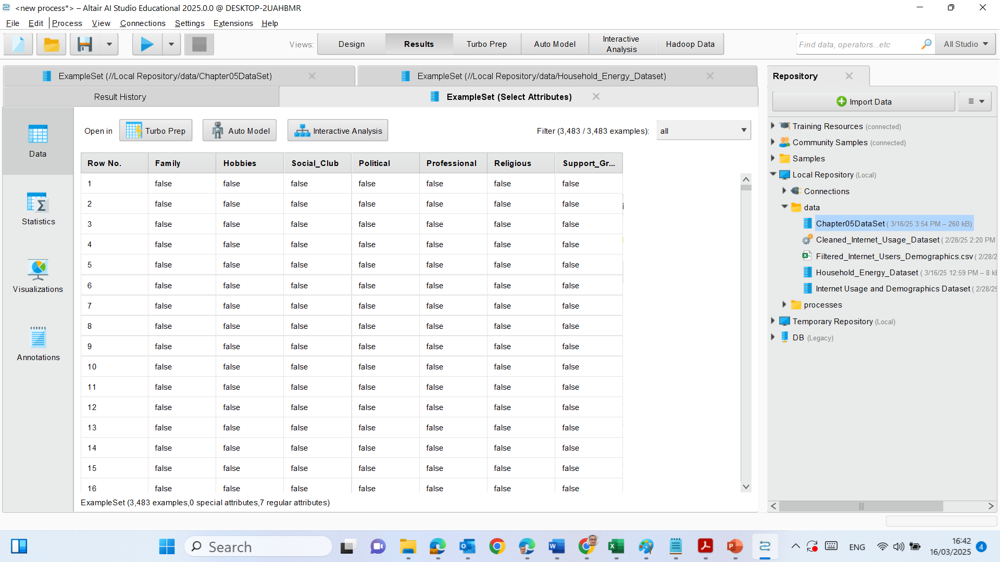 <new process*> – Altair AI Studio Educational 2025.0.0 @ DESKTOP-2UAHBMR
File Edit Process View Connections Settings Extensions Help
Views: Design Results Turbo Prep Auto Model Interactive Analysis Hadoop Data
Find data, operators...etc All Studio
ExampleSet (//Local Repository/data/Chapter05DataSet) ExampleSet (//Local Repository/data/Household_Energy_Dataset)
Result History ExampleSet (Select Attributes)
Open in Turbo Prep Auto Model Interactive Analysis Filter (3,483 / 3,483 examples): all
Data
Statistics
Visualizations
Annotations
Row No. Family Hobbies Social_Club Political Professional Religious Support_Gr...
1 false false false false false false false
2 false false false false false false false
3 false false false false false false false
4 false false false false false false false
5 false false false false false false false
6 false false false false false false false
7 false false false false false false false
8 false false false false false false false
9 false false false false false false false
10 false false false false false false false
11 false false false false false false false
12 false false false false false false false
13 false false false false false false false
14 false false false false false false false
15 false false false false false false false
16 false false false false false false false
ExampleSet (3,483 examples,0 special attributes,7 regular attributes)
Repository
Import Data
Training Resources (connected)
Community Samples (connected)
Samples
Local Repository (Local)
Connections
data
Chapter05DataSet ( 3/16/25 3:54 PM – 260 kB)
Cleaned_Internet_Usage_Dataset ( 2/28/25 2:20 PM
Filtered_Internet_Users_Demographics.csv ( 2/28/2
Household_Energy_Dataset ( 3/16/25 12:59 PM – 8 k
Internet Usage and Demographics Dataset ( 2/28/25
processes
Temporary Repository (Local)
DB (Legacy)
Search
ENG
16:42
16/03/2025
4